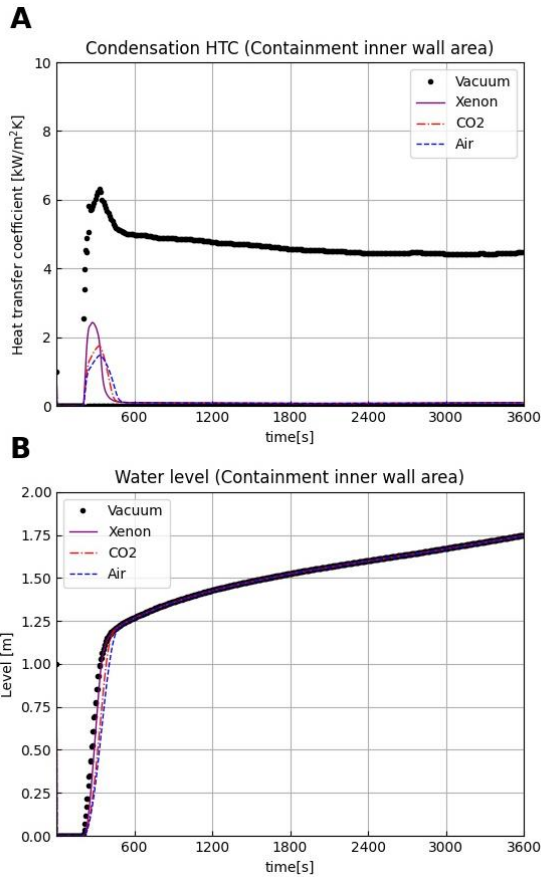 A
Condensation HTC (Containment inner wall area)
Heat transfer coefficient [kW/m²K]
10
8
6
4
2
0
Vacuum
Xenon
CO2
Air
600 1200 1800 2400 3000 3600
time[s]
B
Water level (Containment inner wall area)
Level [m]
2.00
1.75
1.50
1.25
1.00
0.75
0.50
0.25
0.00
Vacuum
Xenon
CO2
Air
600 1200 1800 2400 3000 3600
time[s]